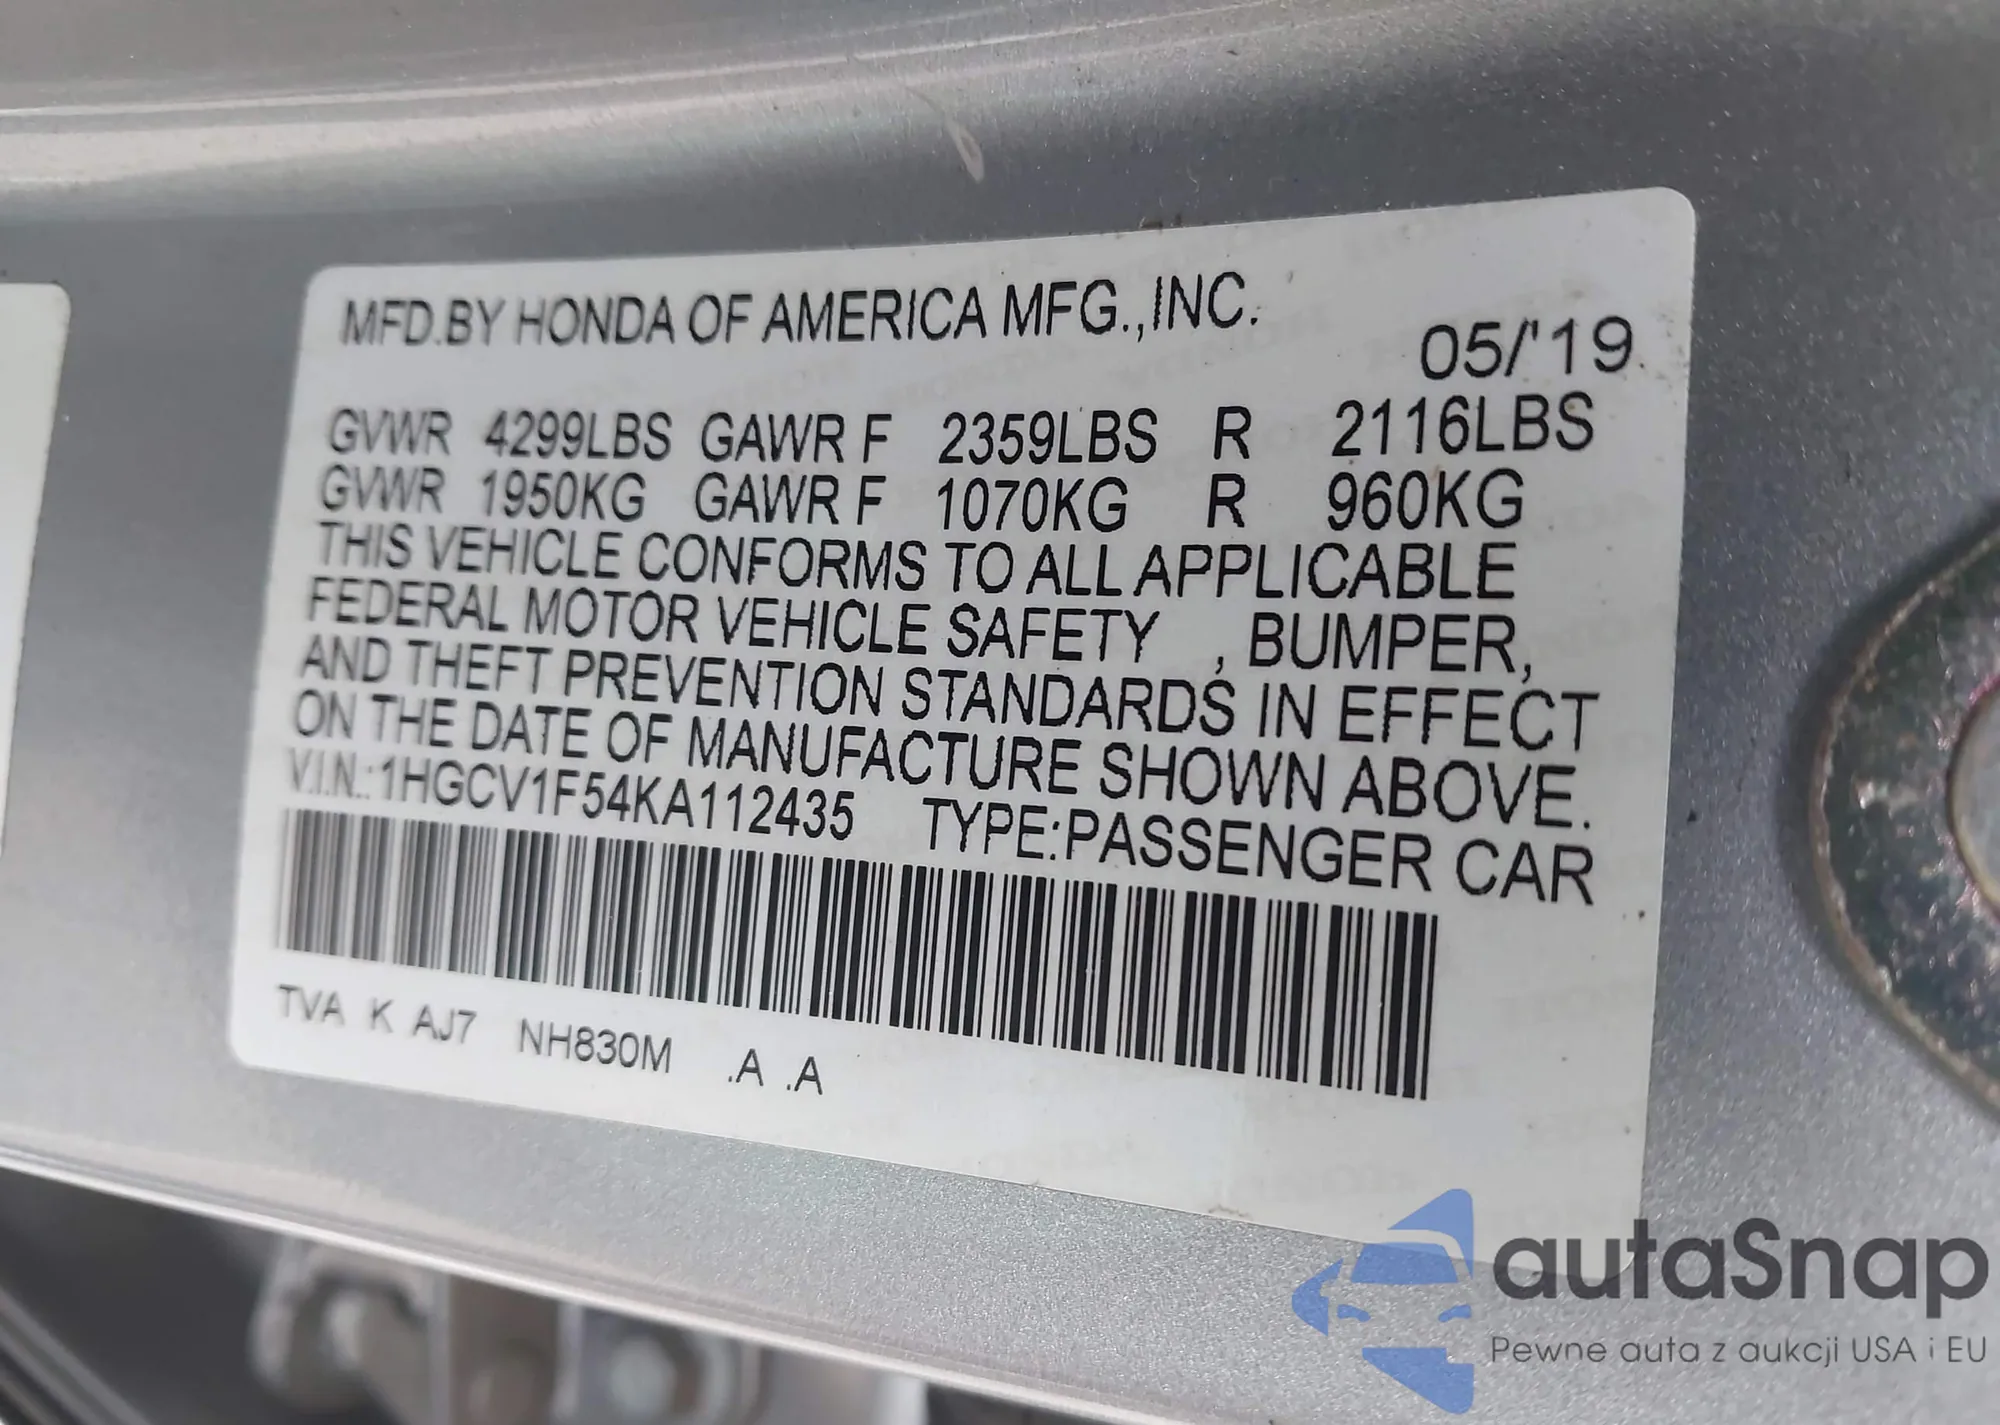 MFD.BY HONDA OF AMERICA MFG.,INC.
05/'19
GVWR 4299LBS GAWR F 2359LBS R 2116LBS
GVWR 1950KG GAWR F 1070KG R 960KG
THIS VEHICLE CONFORMS TO ALL APPLICABLE
FEDERAL MOTOR VEHICLE SAFETY , BUMPER,
AND THEFT PREVENTION STANDARDS IN EFFECT
ON THE DATE OF MANUFACTURE SHOWN ABOVE.
V.I.N.:1HGCV1F54KA112435 TYPE:PASSENGER CAR
TVA K AJ7 NH830M .A .A
autaSnap
Pewne auta z aukcji USA i EU